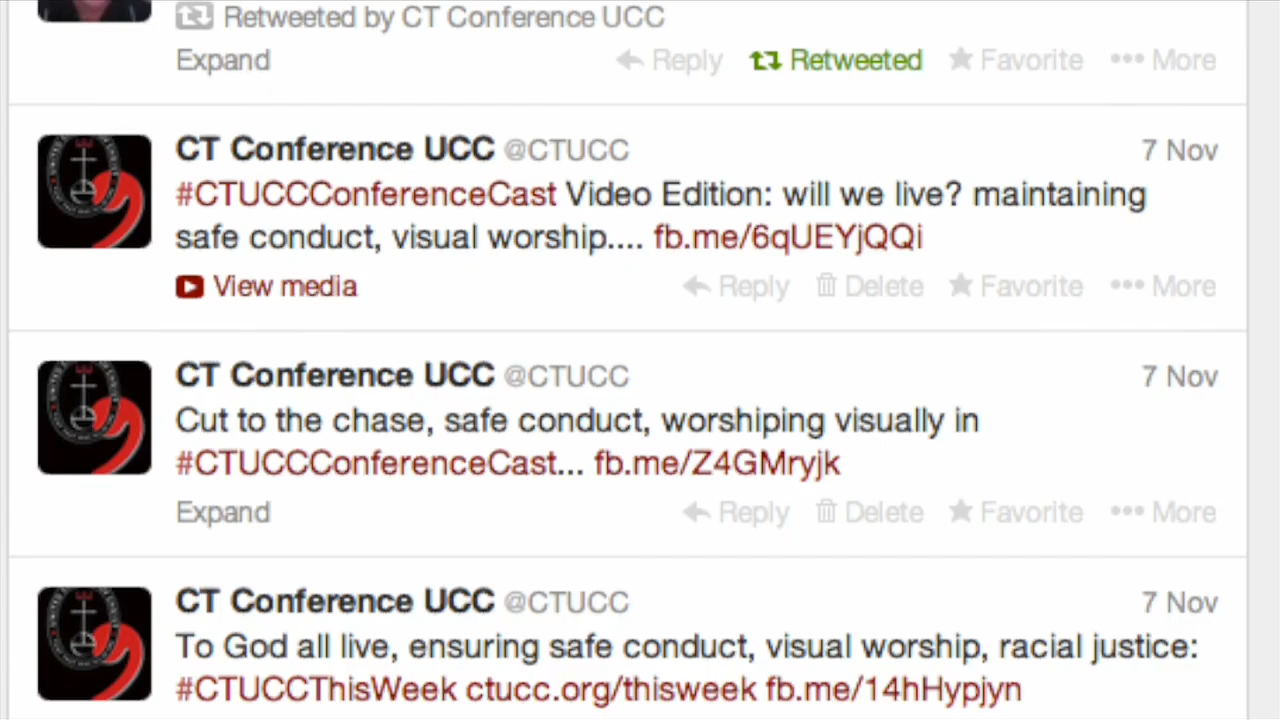 Retweeted by CT Conference UCC
Expand Reply Retweeted Favorite More
CT Conference UCC @CTUCC 7 Nov
#CTUCCConferenceCast Video Edition: will we live? maintaining
safe conduct, visual worship.... fb.me/6qUEYjQQi
View media Reply Delete Favorite More
CT Conference UCC @CTUCC 7 Nov
Cut to the chase, safe conduct, worshiping visually in
#CTUCCConferenceCast... fb.me/Z4GMryjk
Expand Reply Delete Favorite More
CT Conference UCC @CTUCC 7 Nov
To God all live, ensuring safe conduct, visual worship, racial justice:
#CTUCCThisWeek ctucc.org/thisweek fb.me/14hHypjyn